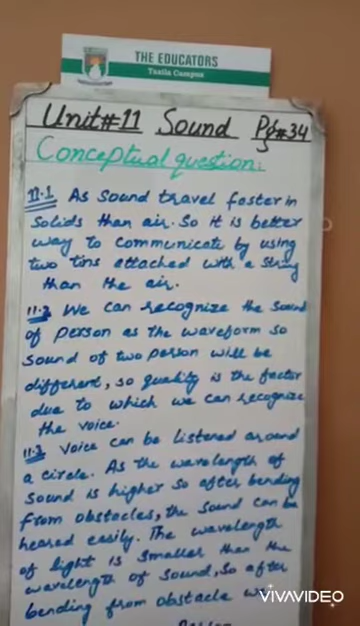 THE EDUCATORS
Taxila Campus
Unit#11 Sound Pg#34
Conceptual question:
11.1 As Sound travel faster in
Solids than air. So it is better
way to communicate by using
two tins attached with a string
than the air.
11.2 We can recognize the Sound
of person as the waveform so
sound of two person will be
different, so quality is the factor
due to which we can recognize
the voice.
11.3 Voice can be listened around
a circle. As the wavelength of
sound is higher so after bending
from obstacles, the sound can be
heared easily. The wavelength
of light is smaller than the
wavelength of sound, so after
bending from obstacle we
VIVAVIDEO